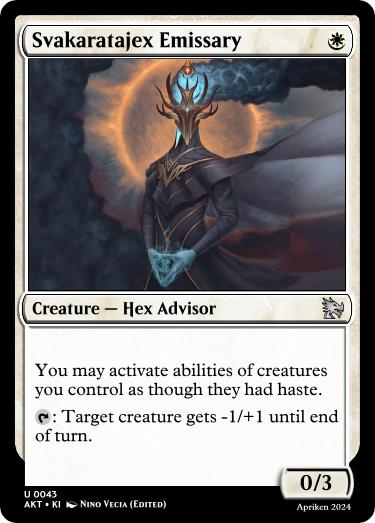 Svakaratajex Emissary
Creature — Hex Advisor
You may activate abilities of creatures
you control as though they had haste.
: Target creature gets -1/+1 until end
of turn.
0/3
U 0043
AKT • KI Nino Vecia (Edited)
Apriken 2024